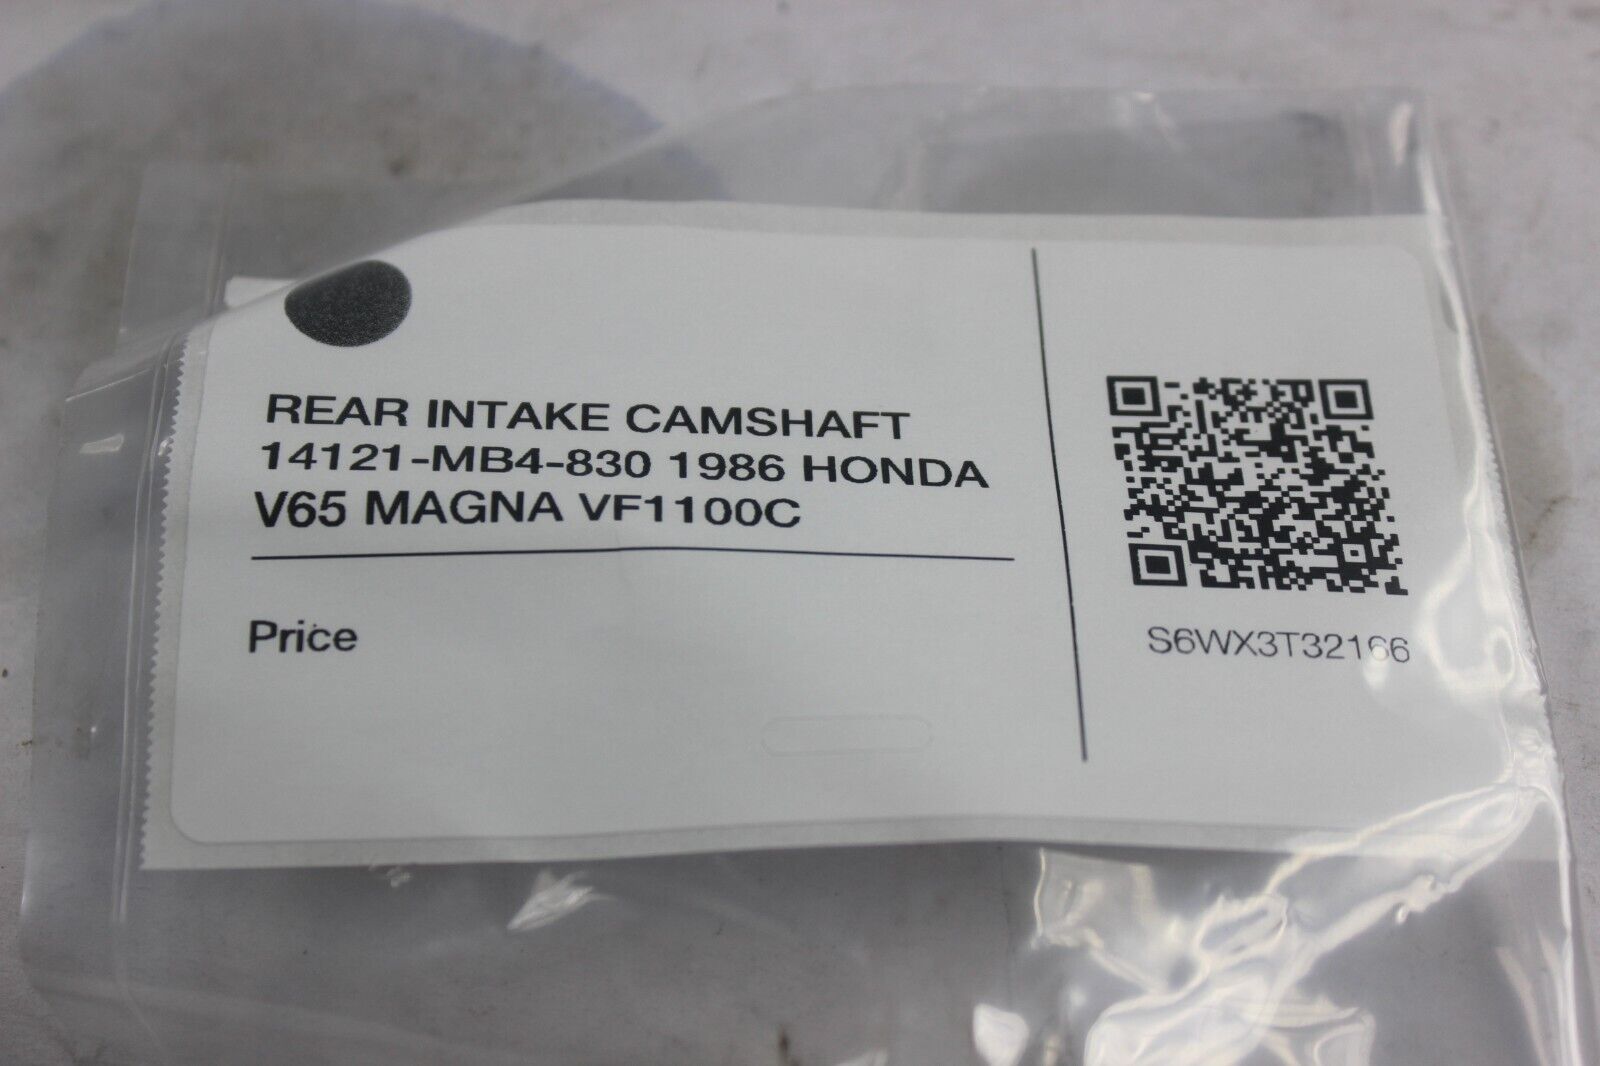 REAR INTAKE CAMSHAFT
14121-MB4-830 1986 HONDA
V65 MAGNA VF1100C
Price
S6WX3T32166